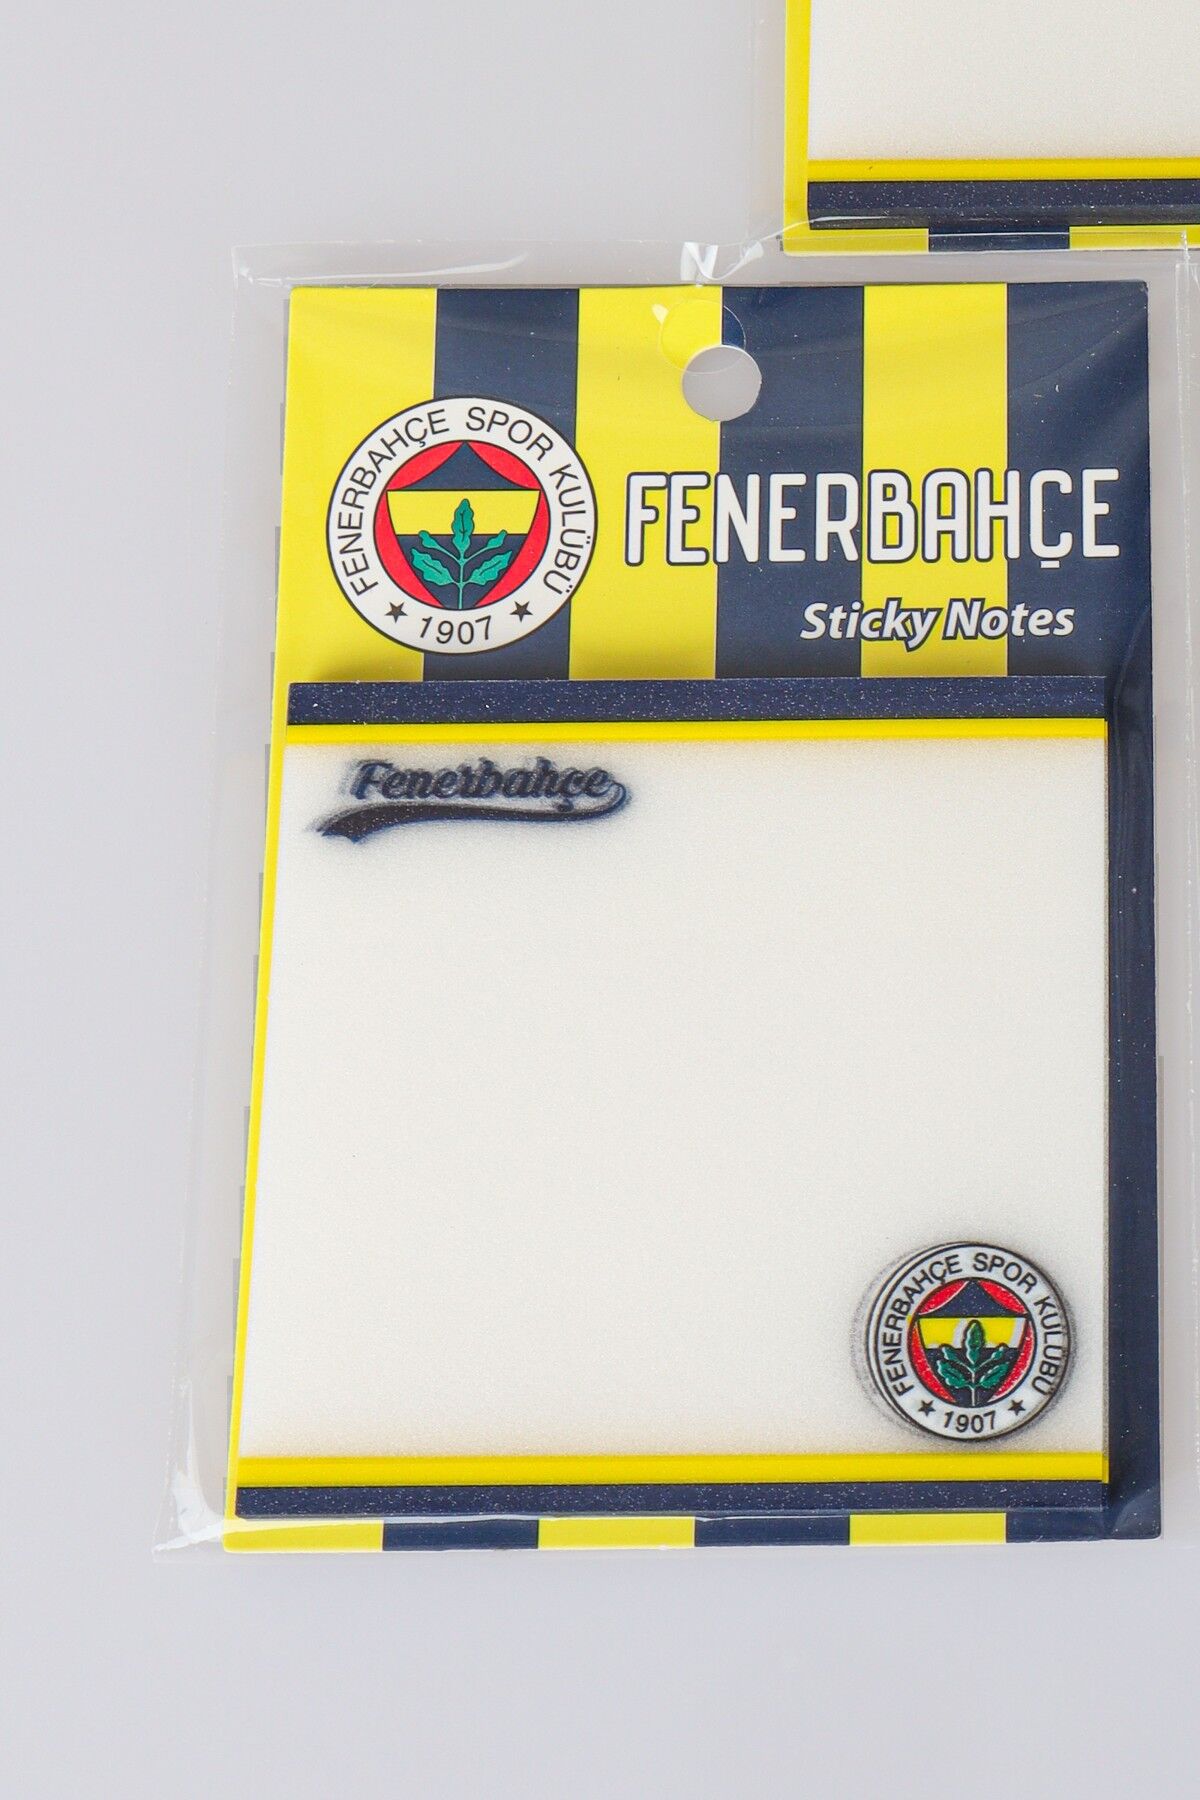 FENERBAHÇE SPOR KULÜBÜ
★ 1907 ★
FENERBAHÇE
Sticky Notes
Fenerbahçe
FENERBAHÇE SPOR KULÜBÜ
★ 1907 ★